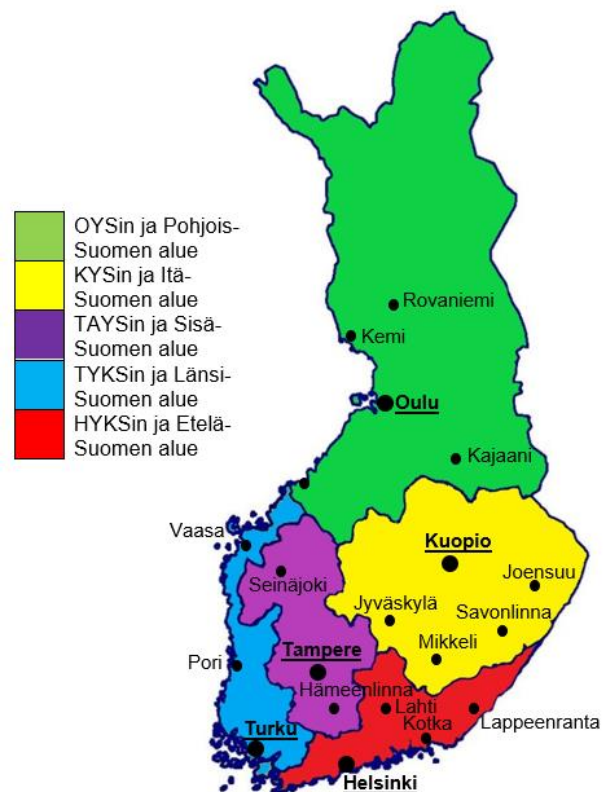 OYSin ja Pohjois-
Suomen alue
KYSin ja Itä-
Suomen alue
TAYSin ja Sisä-
Suomen alue
TYKSin ja Länsi-
Suomen alue
HYKSin ja Etelä-
Suomen alue
Rovaniemi
Kemi
Oulu
Kajaani
Vaasa
Kuopio
Seinäjoki
Joensuu
Jyväskylä
Savonlinna
Mikkeli
Pori
Tampere
Hämeenlinna
Lahti
Lappeenranta
Kotka
Turku
Helsinki